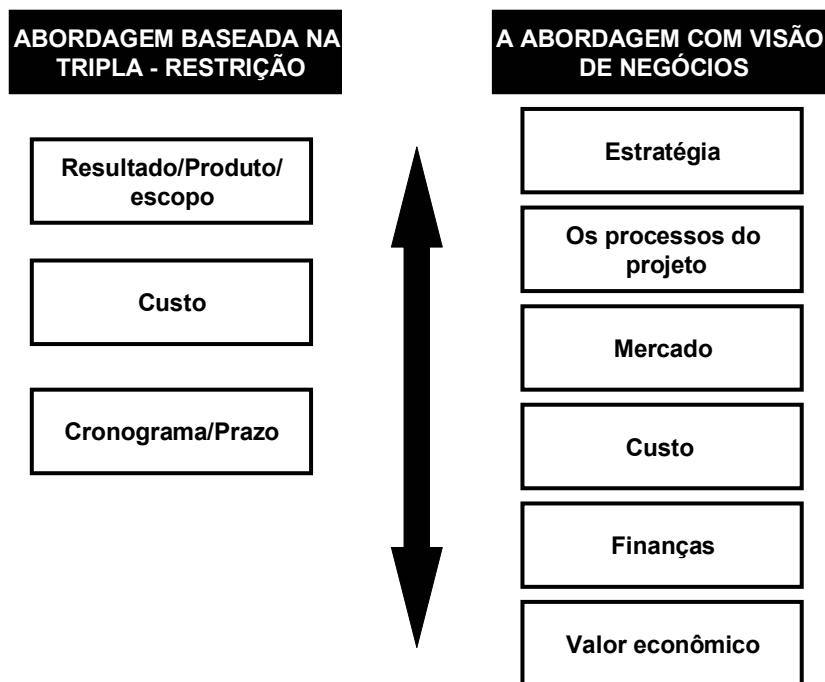 ABORDAGEM BASEADA NA
TRIPLA - RESTRIÇÃO
Resultado/Produto/
escopo
Custo
Cronograma/Prazo
A ABORDAGEM COM VISÃO
DE NEGÓCIOS
Estratégia
Os processos do
projeto
Mercado
Custo
Finanças
Valor econômico